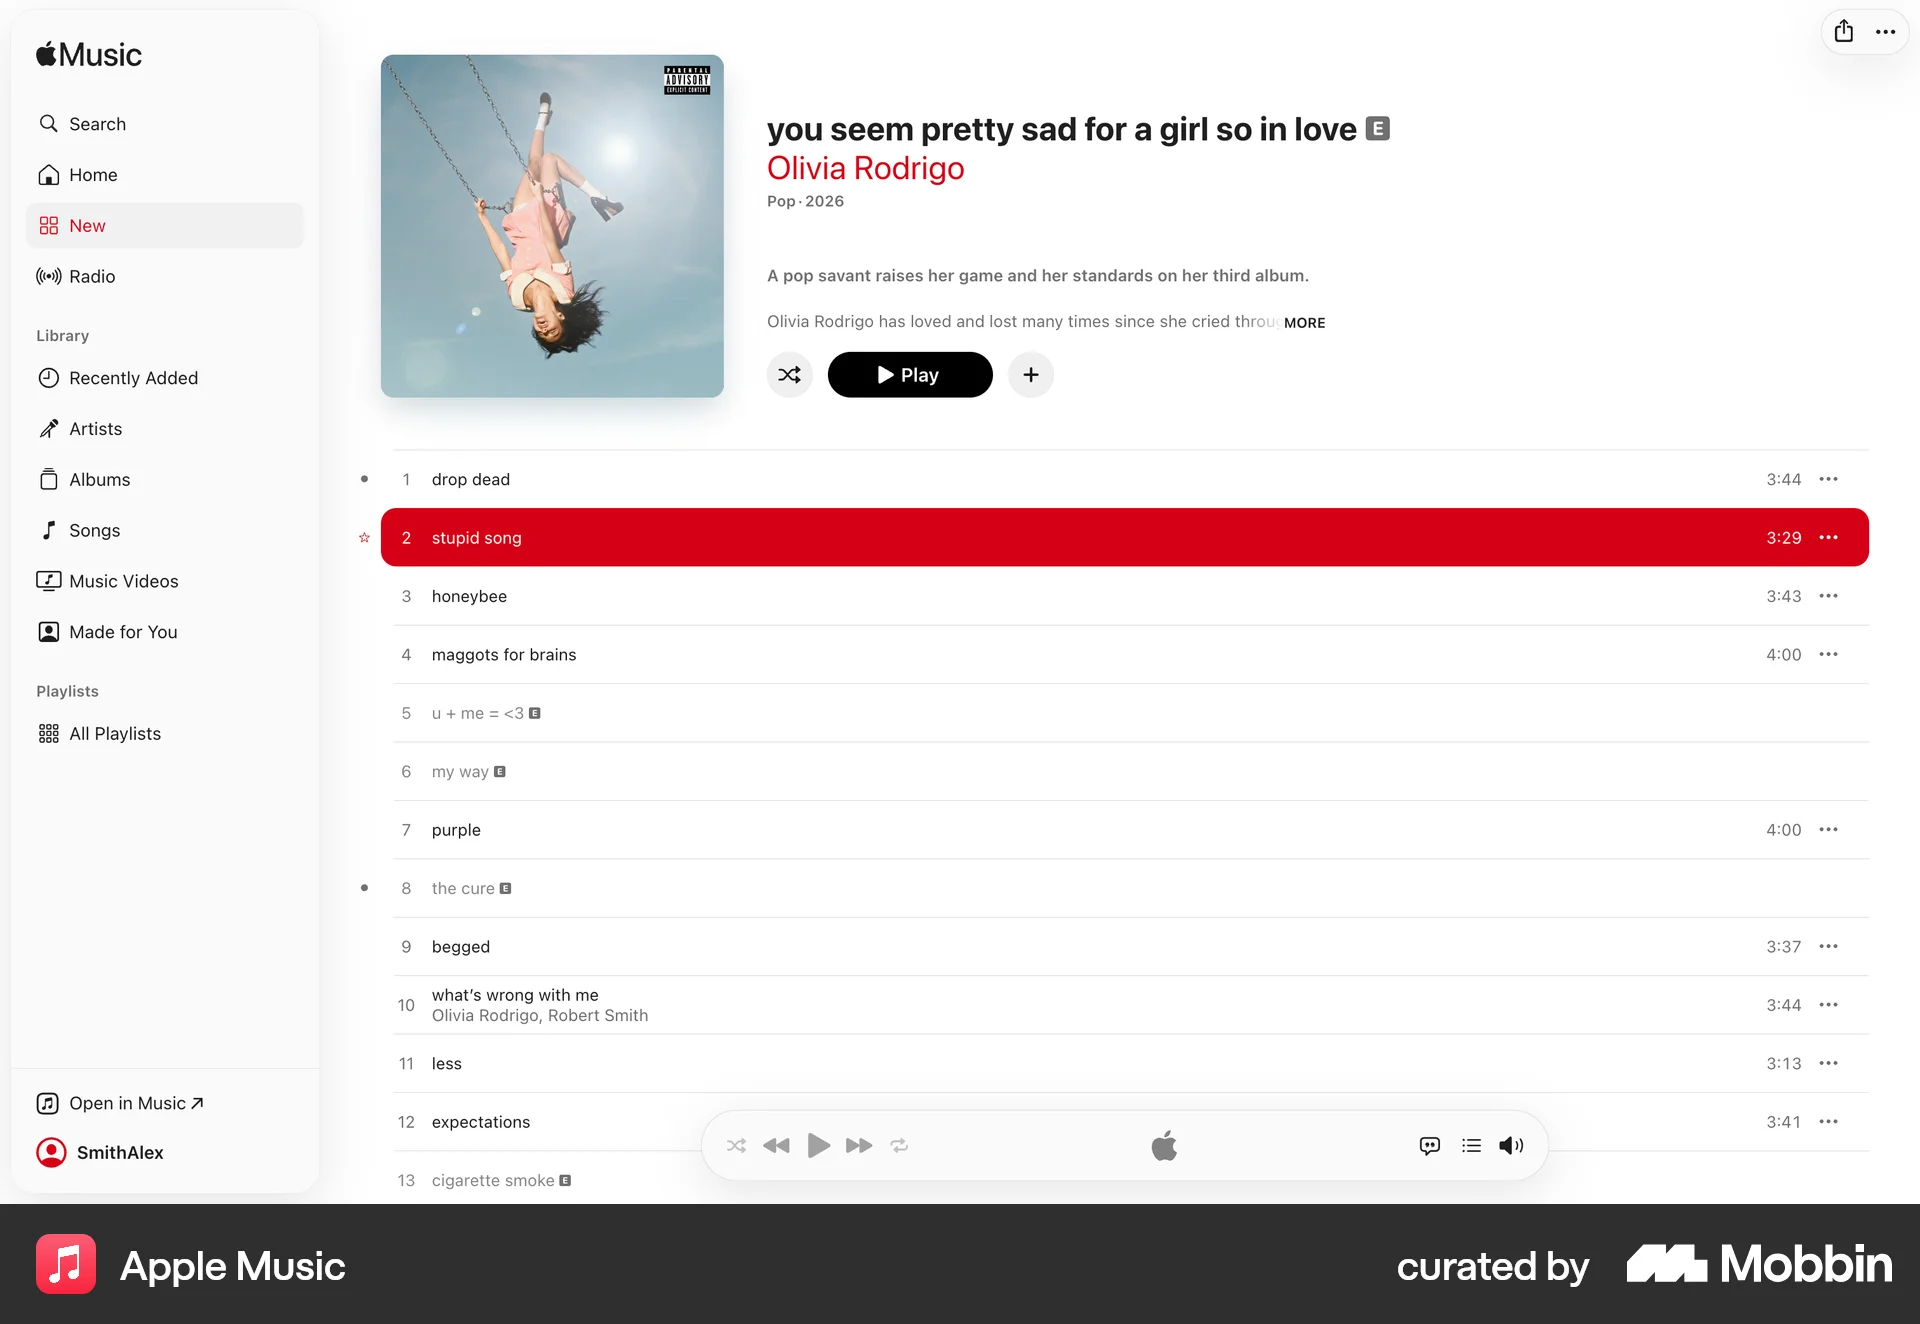 Music
Search
Home
New
Radio
Library
Recently Added
Artists
Albums
Songs
Music Videos
Made for You
Playlists
All Playlists
Open in Music ↗
SmithAlex
PARENTAL
ADVISORY
EXPLICIT CONTENT
you seem pretty sad for a girl so in love E
Olivia Rodrigo
Pop · 2026
A pop savant raises her game and her standards on her third album.
Olivia Rodrigo has loved and lost many times since she cried throu MORE
Play
1 drop dead 3:44
2 stupid song 3:29
3 honeybee 3:43
4 maggots for brains 4:00
5 u + me = <3 E
6 my way E
7 purple 4:00
8 the cure E
9 begged 3:37
10 what’s wrong with me 3:44
Olivia Rodrigo, Robert Smith
11 less 3:13
12 expectations 3:41
13 cigarette smoke E
Apple Music
curated by Mobbin